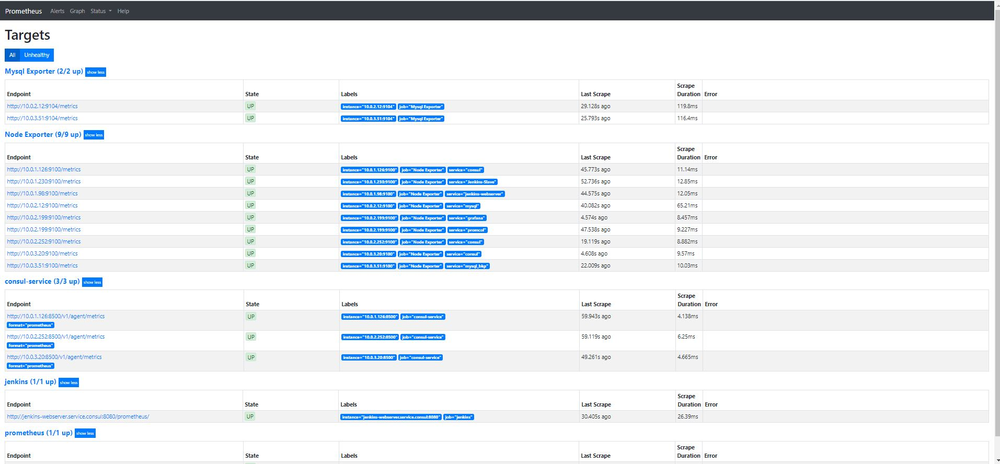 Prometheus Alerts Graph Status Help
Targets
All Unhealthy
Mysql Exporter (2/2 up) show less
Endpoint State Labels Last Scrape Scrape Duration Error
http://10.0.2.12:9104/metrics UP instance="10.0.2.12:9104" job="Mysql Exporter" 29.128s ago 119.8ms
http://10.0.3.51:9104/metrics UP instance="10.0.3.51:9104" job="Mysql Exporter" 25.793s ago 116.4ms
Node Exporter (9/9 up) show less
Endpoint State Labels Last Scrape Scrape Duration Error
http://10.0.1.126:9100/metrics UP instance="10.0.1.126:9100" job="Node Exporter" service="consul" 45.773s ago 11.14ms
http://10.0.1.230:9100/metrics UP instance="10.0.1.230:9100" job="Node Exporter" service="Jenkins-Slave" 52.736s ago 12.85ms
http://10.0.1.98:9100/metrics UP instance="10.0.1.98:9100" job="Node Exporter" service="jenkins-webserver" 44.575s ago 12.05ms
http://10.0.2.12:9100/metrics UP instance="10.0.2.12:9100" job="Node Exporter" service="mysql" 40.082s ago 65.21ms
http://10.0.2.199:9100/metrics UP instance="10.0.2.199:9100" job="Node Exporter" service="grafana" 4.574s ago 8.457ms
http://10.0.2.199:9100/metrics UP instance="10.0.2.199:9100" job="Node Exporter" service="promcol" 47.538s ago 9.227ms
http://10.0.2.252:9100/metrics UP instance="10.0.2.252:9100" job="Node Exporter" service="consul" 19.119s ago 8.882ms
http://10.0.3.20:9100/metrics UP instance="10.0.3.20:9100" job="Node Exporter" service="consul" 4.608s ago 9.57ms
http://10.0.3.51:9100/metrics UP instance="10.0.3.51:9100" job="Node Exporter" service="mysql_bkp" 22.009s ago 10.03ms
consul-service (3/3 up) show less
Endpoint State Labels Last Scrape Scrape Duration Error
http://10.0.1.126:8500/v1/agent/metrics UP instance="10.0.1.126:8500" job="consul-service" 59.943s ago 4.138ms
format="prometheus"
http://10.0.2.252:8500/v1/agent/metrics UP instance="10.0.2.252:8500" job="consul-service" 59.119s ago 6.25ms
format="prometheus"
http://10.0.3.20:8500/v1/agent/metrics UP instance="10.0.3.20:8500" job="consul-service" 49.261s ago 4.665ms
format="prometheus"
jenkins (1/1 up) show less
Endpoint State Labels Last Scrape Scrape Duration Error
http://jenkins-webserver.service.consul:8080/prometheus/ UP instance="jenkins-webserver.service.consul:8080" job="jenkins" 30.405s ago 26.39ms
prometheus (1/1 up) show less
Endpoint State Labels Last Scrape Scrape Duration Error